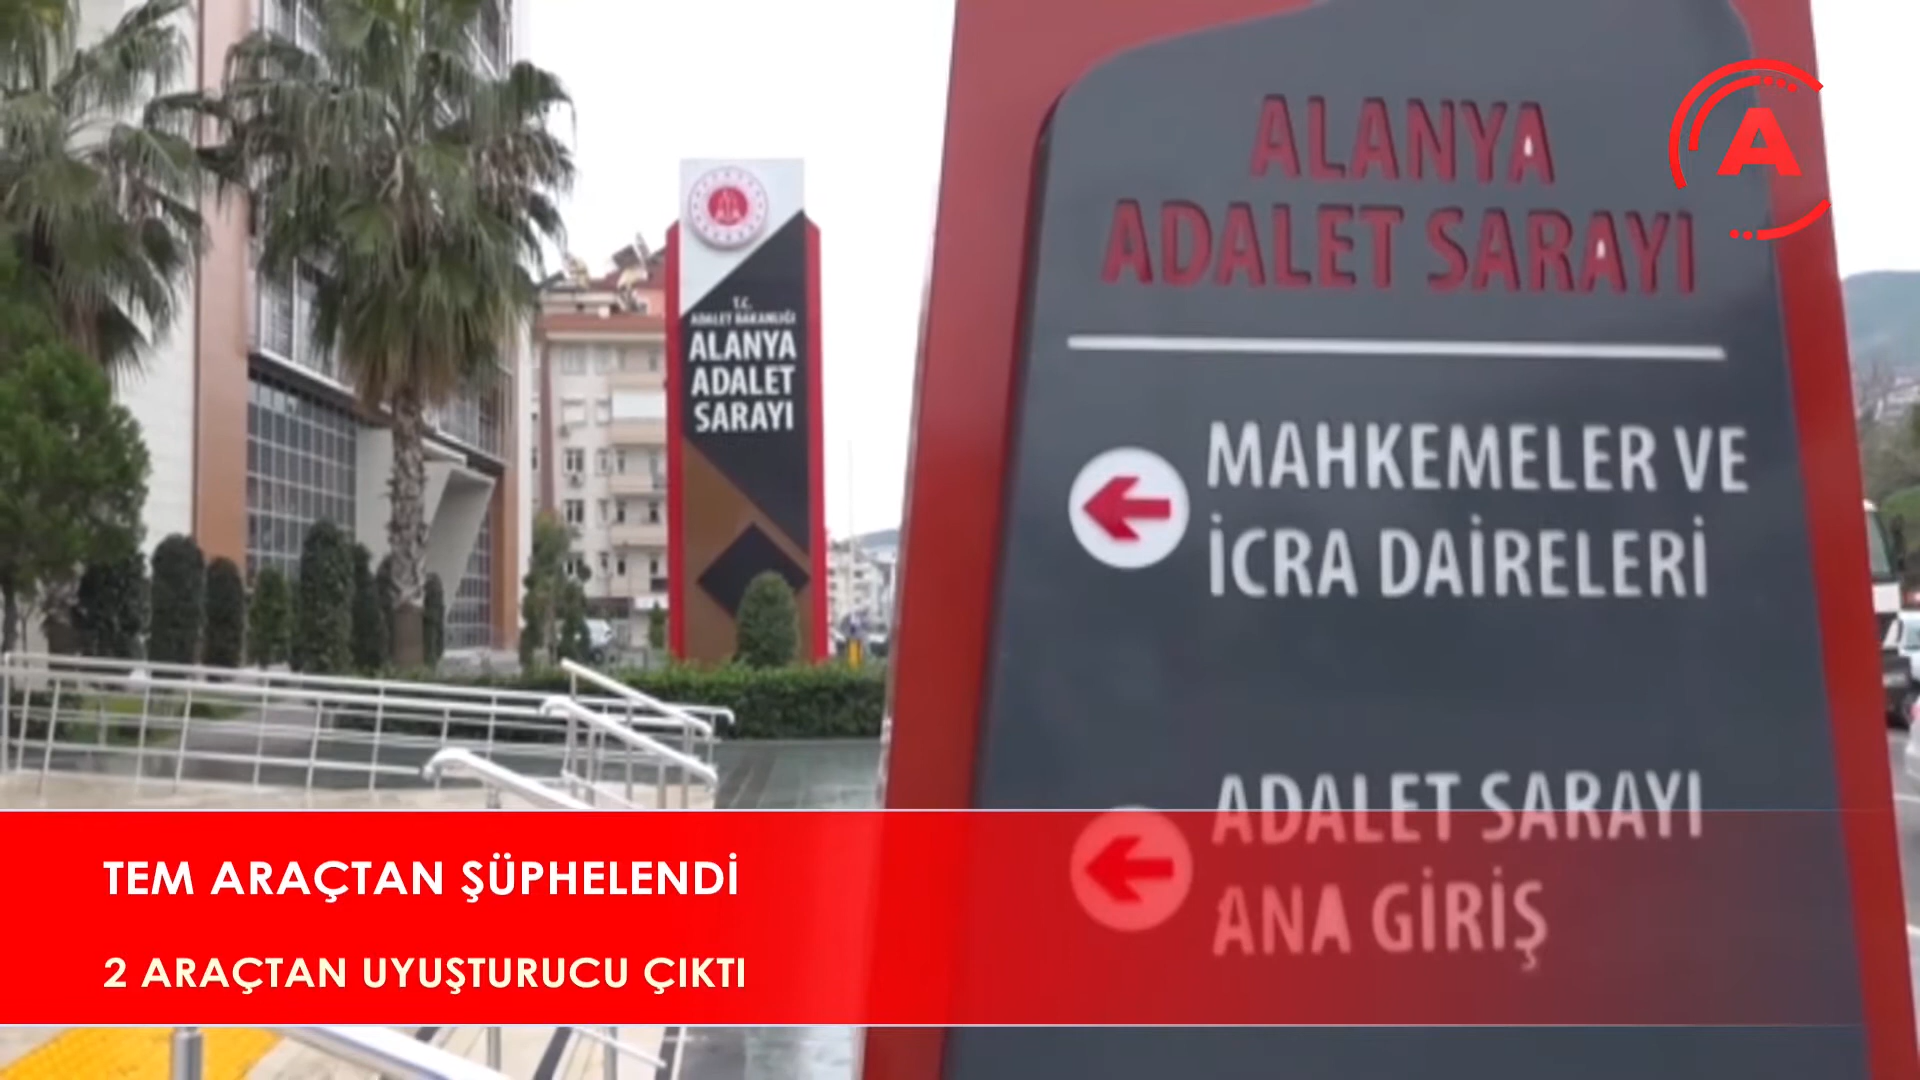 A
ALANYA
ADALET SARAYI
MAHKEMELER VE
İCRA DAİRELERİ
ADALET SARAYI
ANA GİRİŞ
T.C.
ADALET BAKANLIĞI
ALANYA
ADALET
SARAYI
TEM ARAÇTAN ŞÜPHELENDİ
2 ARAÇTAN UYUŞTURUCU ÇIKTI